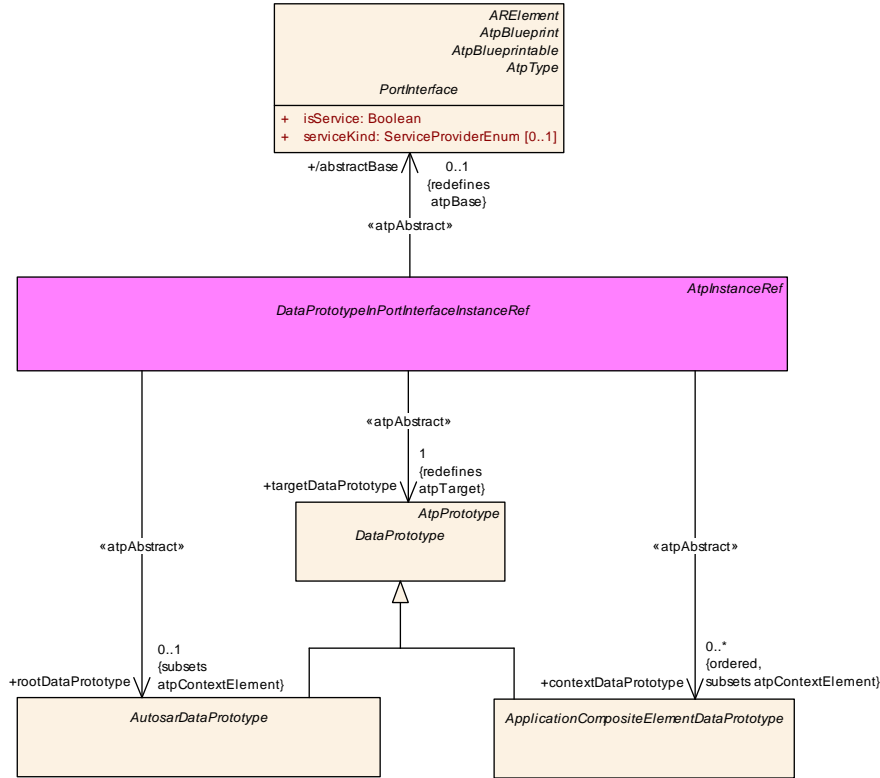 ARElement
AtpBlueprint
AtpBlueprintable
AtpType
PortInterface
+ isService: Boolean
+ serviceKind: ServiceProviderEnum [0..1]
+/abstractBase
0..1
{redefines
atpBase}
«atpAbstract»
AtpInstanceRef
DataPrototypeInPortInterfaceInstanceRef
«atpAbstract»
1
{redefines
atpTarget}
+targetDataPrototype
AtpPrototype
DataPrototype
«atpAbstract»
«atpAbstract»
0..1
{subsets
atpContextElement}
+rootDataPrototype
0..*
{ordered,
subsets atpContextElement}
+contextDataPrototype
AutosarDataPrototype
ApplicationCompositeElementDataPrototype